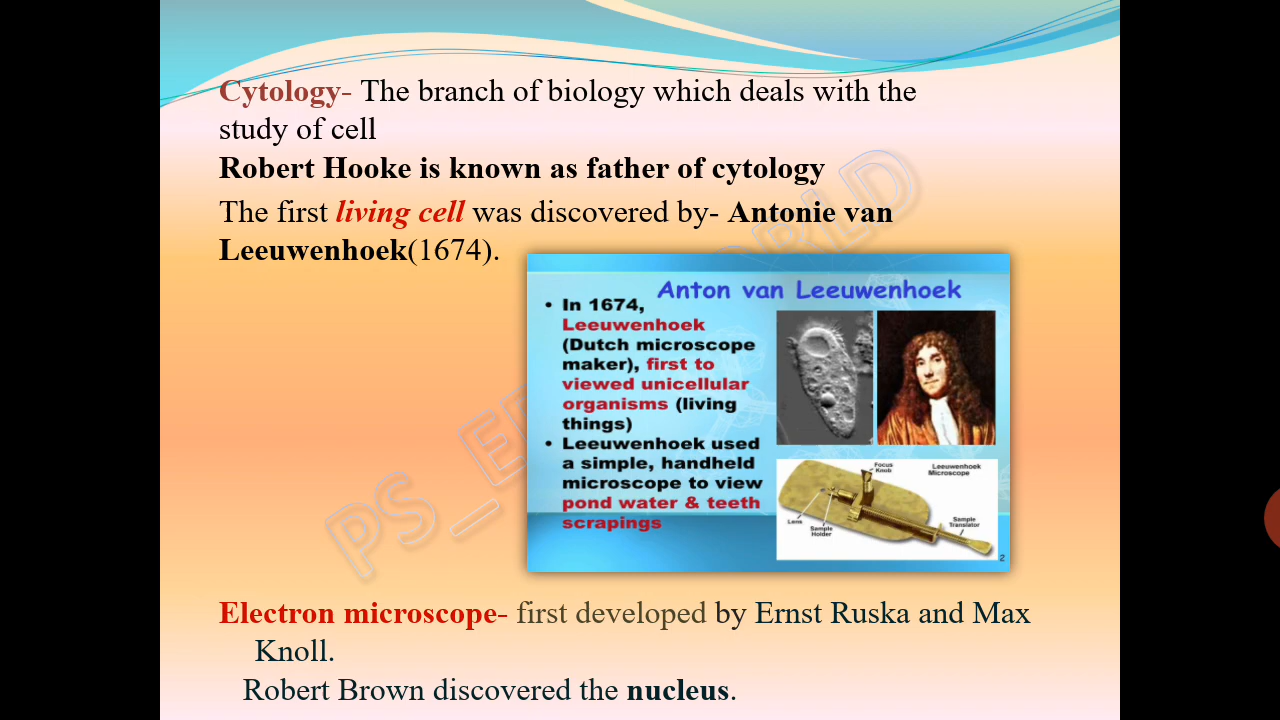 Cytology- The branch of biology which deals with the
study of cell
Robert Hooke is known as father of cytology
The first living cell was discovered by- Antonie van
Leeuwenhoek(1674).
Anton van Leeuwenhoek
• In 1674,
Leeuwenhoek
(Dutch microscope
maker), first to
viewed unicellular
organisms (living
things)
• Leeuwenhoek used
a simple, handheld
microscope to view
pond water & teeth
scrapings
Focus
Knob
Leeuwenhoek
Microscope
Lens
Sample
Holder
Sample
Translator
2
Electron microscope- first developed by Ernst Ruska and Max
Knoll.
Robert Brown discovered the nucleus.